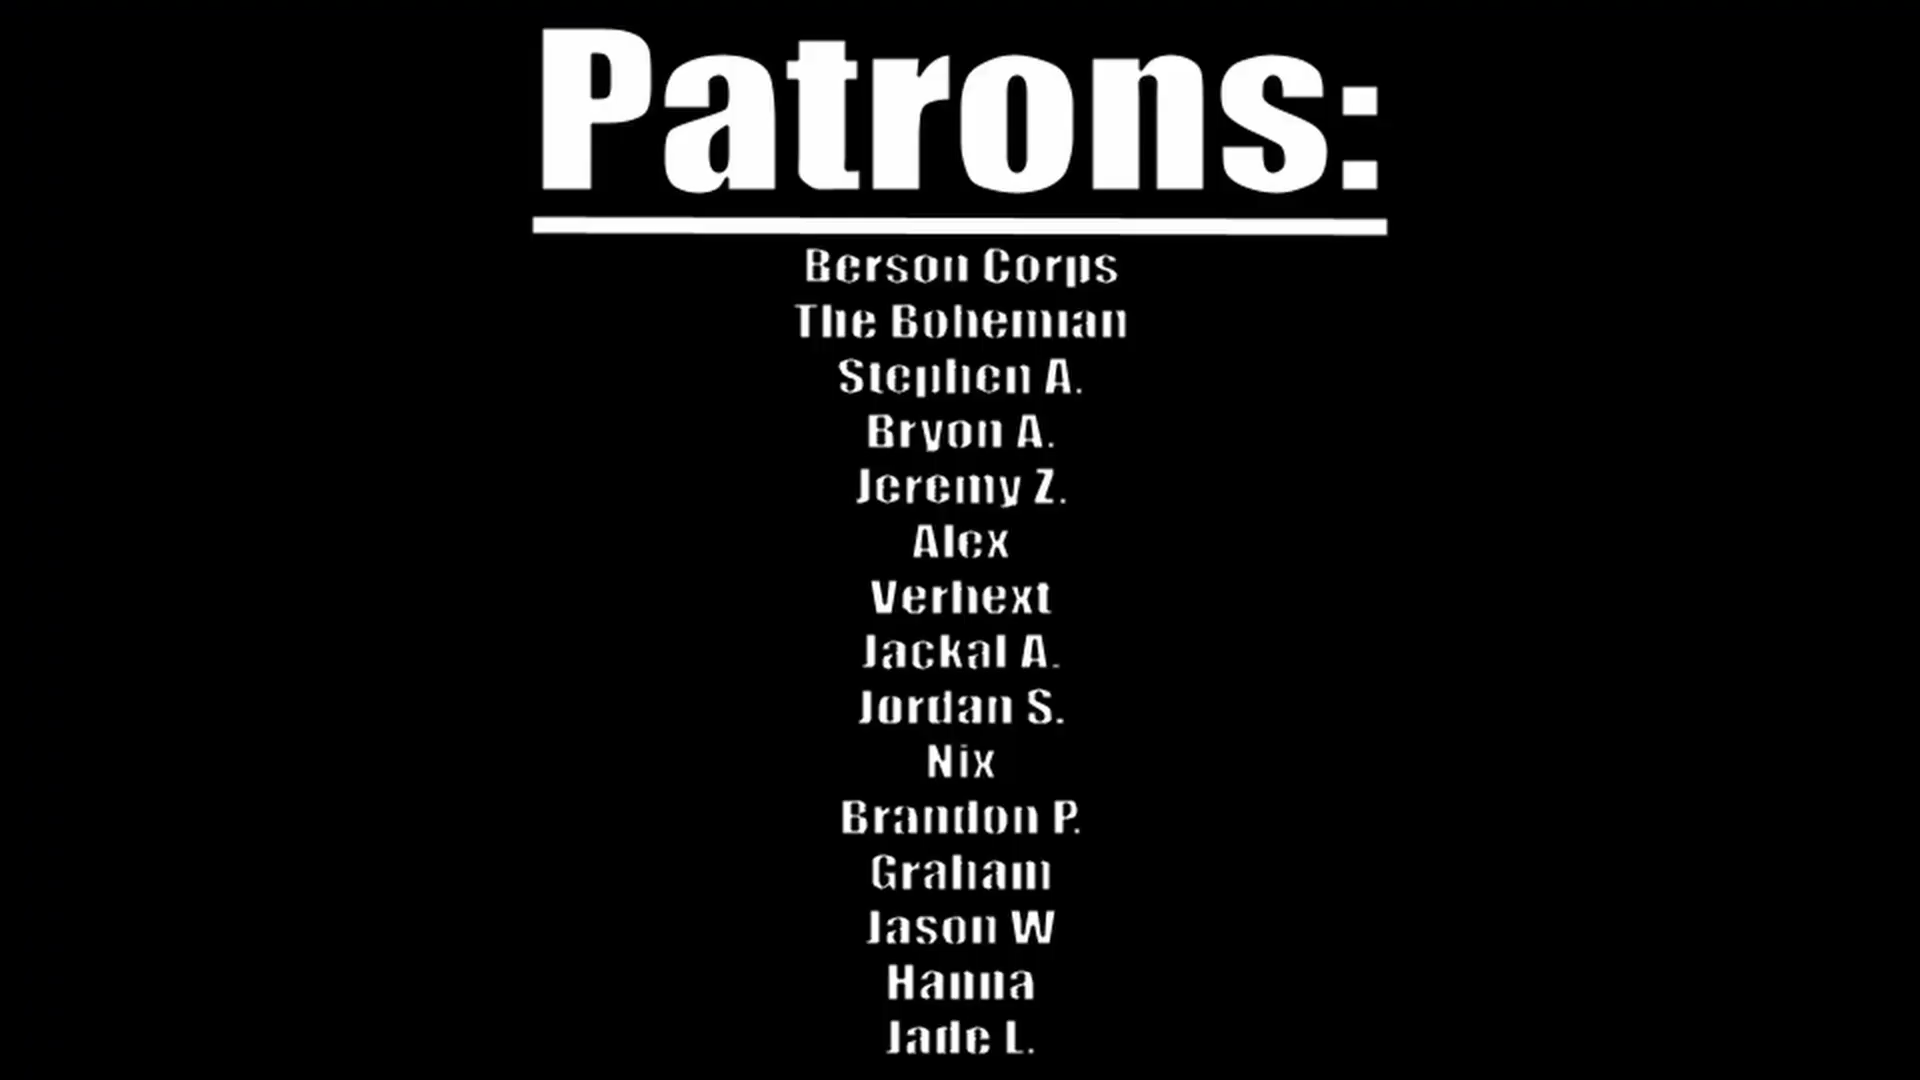 Patrons:
Berson Corps
The Bohemian
Stephen A.
Bryon A.
Jeremy Z.
Alex
Verhext
Jackal A.
Jordan S.
Nix
Brandon P.
Graham
Jason W
Hanna
Jade L.